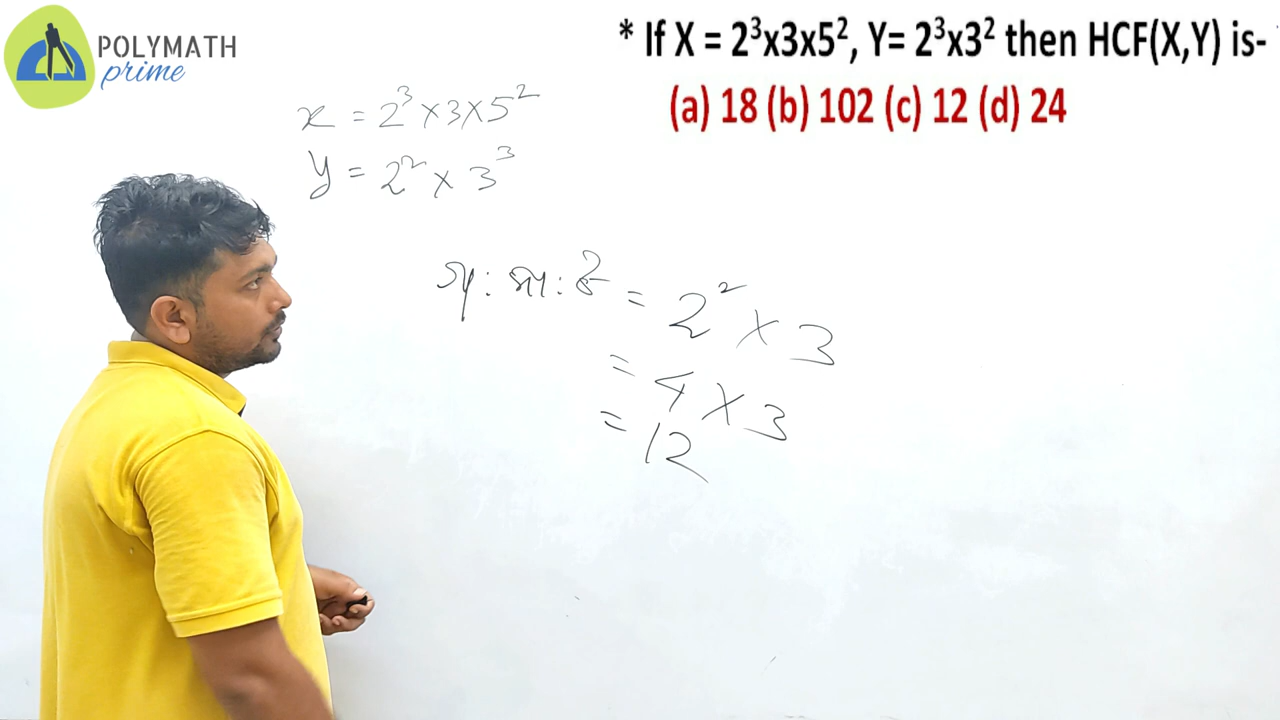 POLYMATH
prime
* If X = 2³x3x5², Y= 2³x3² then HCF(X,Y) is-
(a) 18 (b) 102 (c) 12 (d) 24
x = 2³ × 3 × 5²
y = 2² × 3³
= 2² × 3
= 4 × 3
= 12